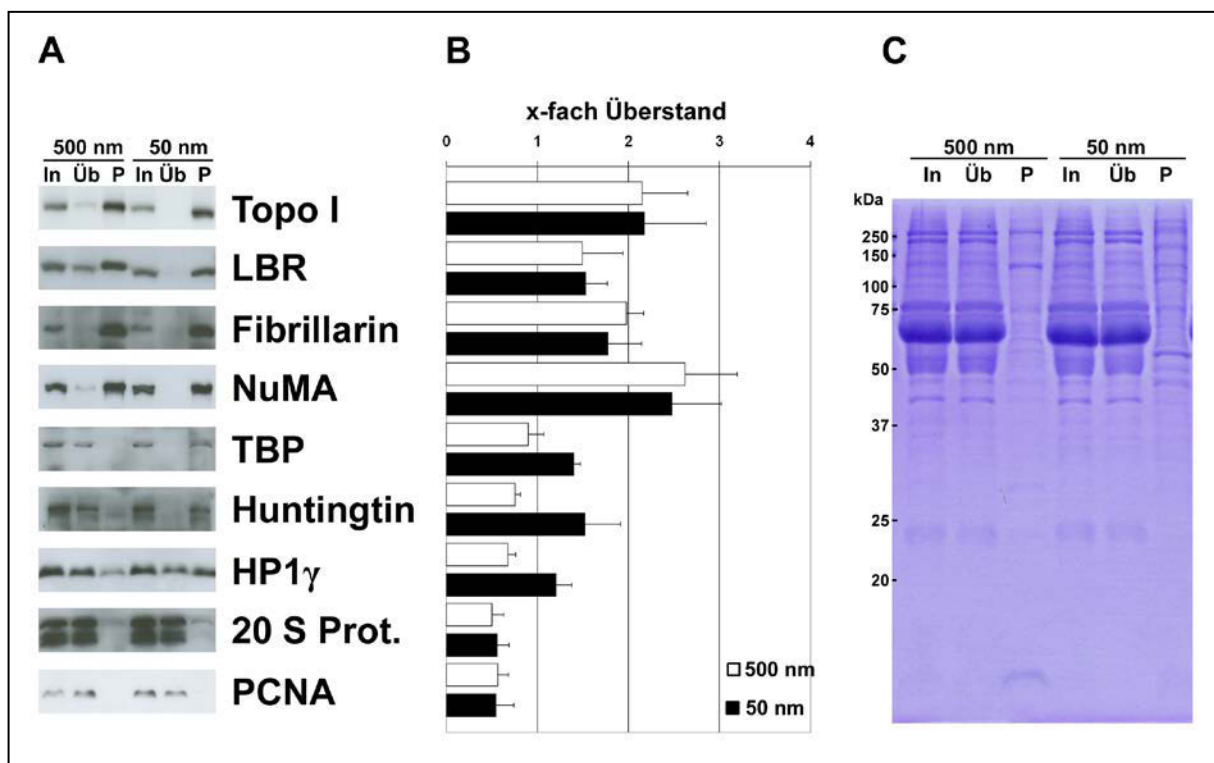 A
500 nm 50 nm
In Üb P In Üb P
Topo I
LBR
Fibrillarin
NuMA
TBP
Huntingtin
HP1γ
20 S Prot.
PCNA
B
x-fach Überstand
0 1 2 3 4
500 nm
50 nm
C
500 nm 50 nm
In Üb P In Üb P
kDa
250
150
100
75
50
37
25
20